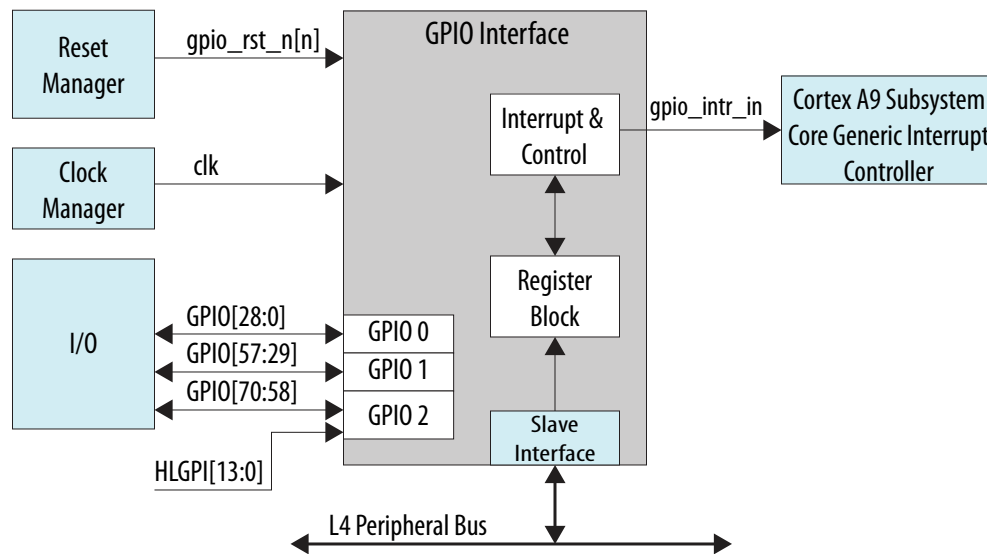 Reset
Manager
gpio_rst_n[n]
GPIO Interface
Clock
Manager
clk
Interrupt &
Control
gpio_intr_in
Cortex A9 Subsystem
Core Generic Interrupt
Controller
Register
Block
I/O
GPIO[28:0]
GPIO[57:29]
GPIO[70:58]
GPIO 0
GPIO 1
GPIO 2
HLGPI[13:0]
Slave
Interface
L4 Peripheral Bus